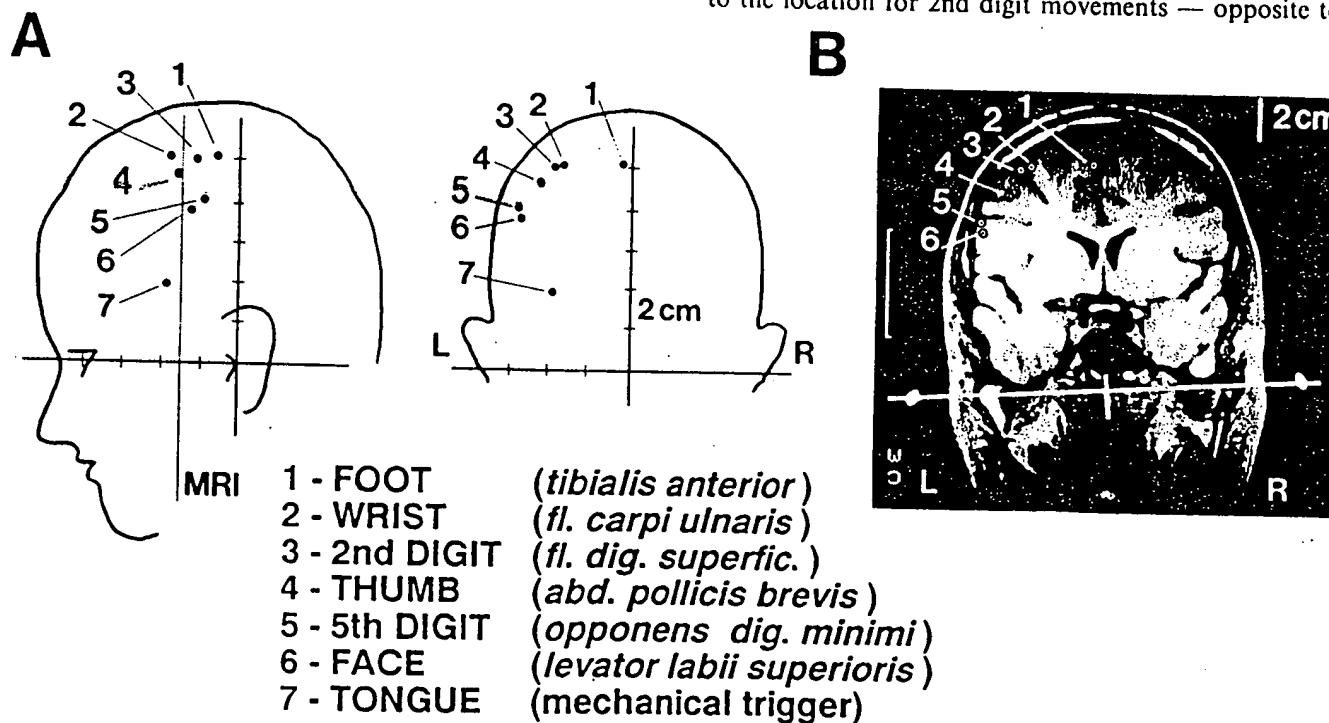 to the location for 2nd digit movements — opposite to
A
B
1
3
2
4
5
6
7
MRI
1
2
3
4
5
6
7
2 cm
L
R
1
2
3
4
5
6
2cm
L
R
1 - FOOT (tibialis anterior)
2 - WRIST (fl. carpi ulnaris)
3 - 2nd DIGIT (fl. dig. superfic.)
4 - THUMB (abd. pollicis brevis)
5 - 5th DIGIT (opponens dig. minimi)
6 - FACE (levator labii superioris)
7 - TONGUE (mechanical trigger)